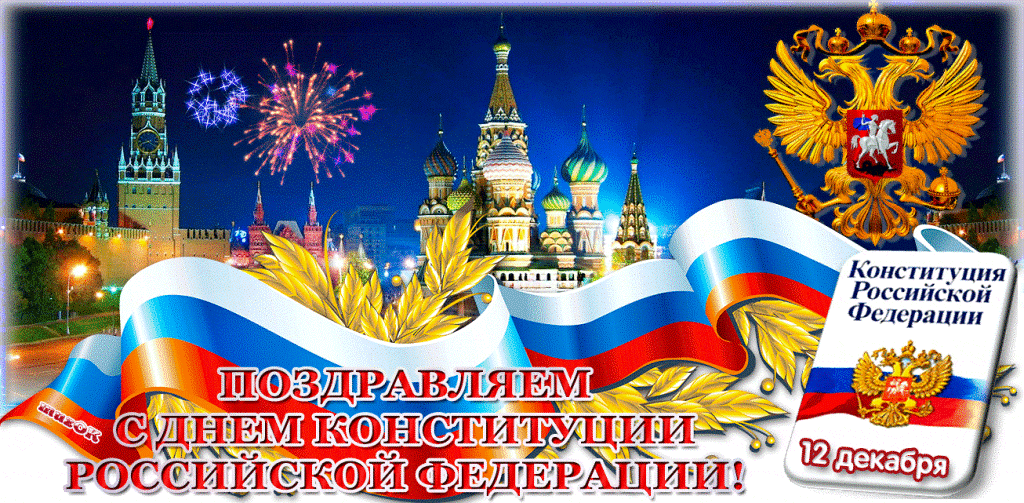 Конституция
Российской
Федерации
ПОЗДРАВЛЯЕМ
С ДНЕМ КОНСТИТУЦИИ
РОССИЙСКОЙ ФЕДЕРАЦИИ!
12 декабря